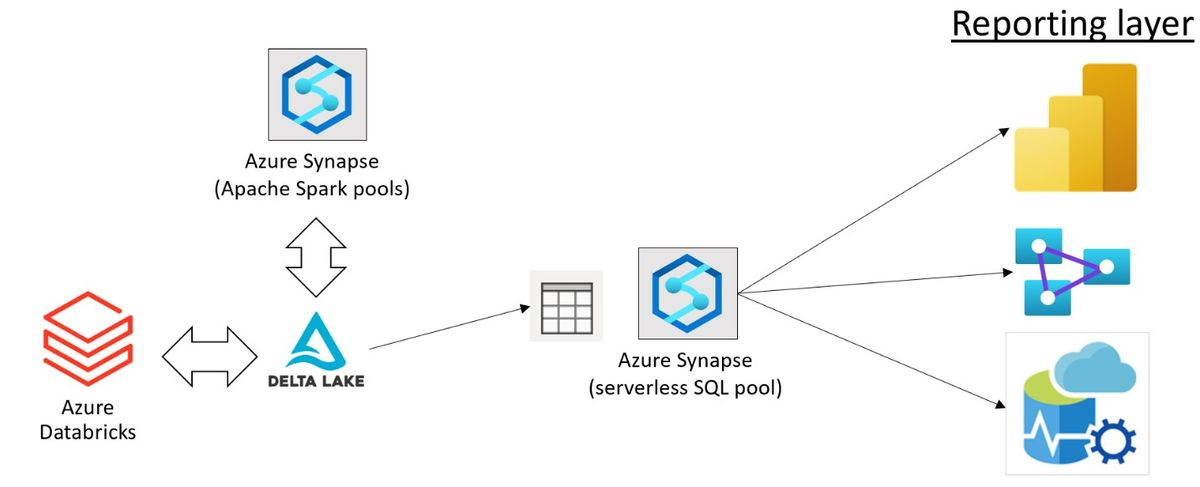 Reporting layer
Azure Synapse
(Apache Spark pools)
DELTA LAKE
Azure
Databricks
Azure Synapse
(serverless SQL pool)